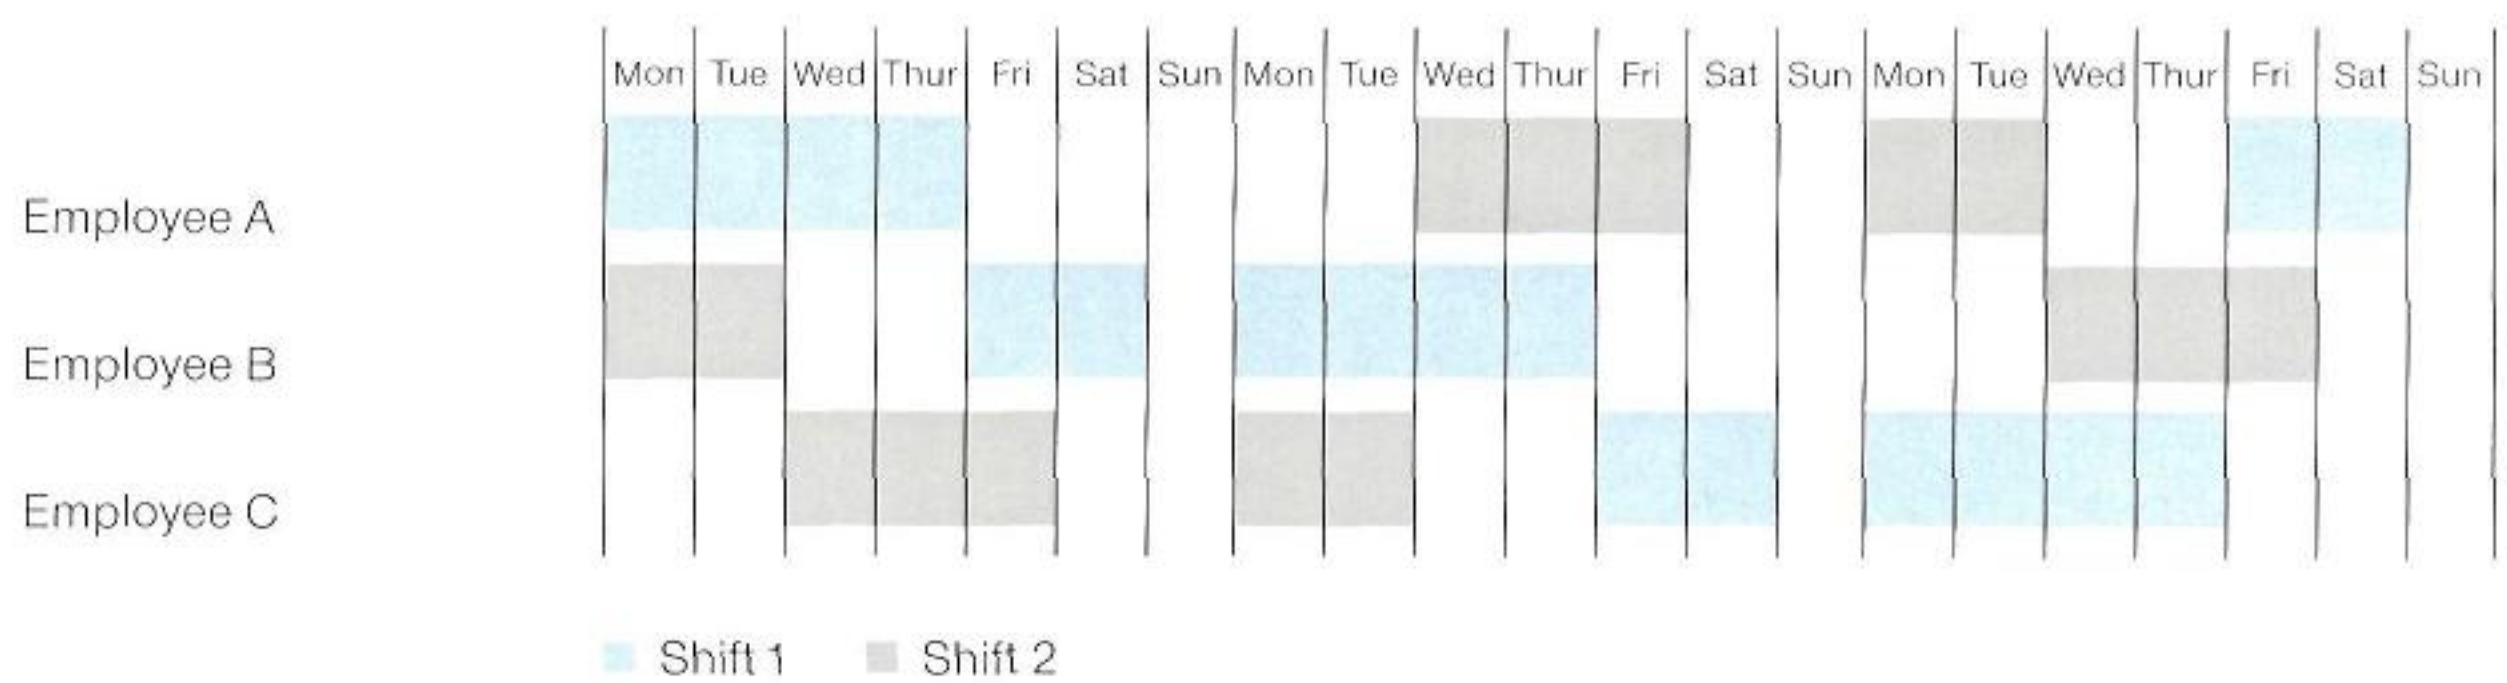 Mon Tue Wed Thur Fri Sat Sun Mon Tue Wed Thur Fri Sat Sun Mon Tue Wed Thur Fri Sat Sun
Employee A
Employee B
Employee C
Shift 1 Shift 2